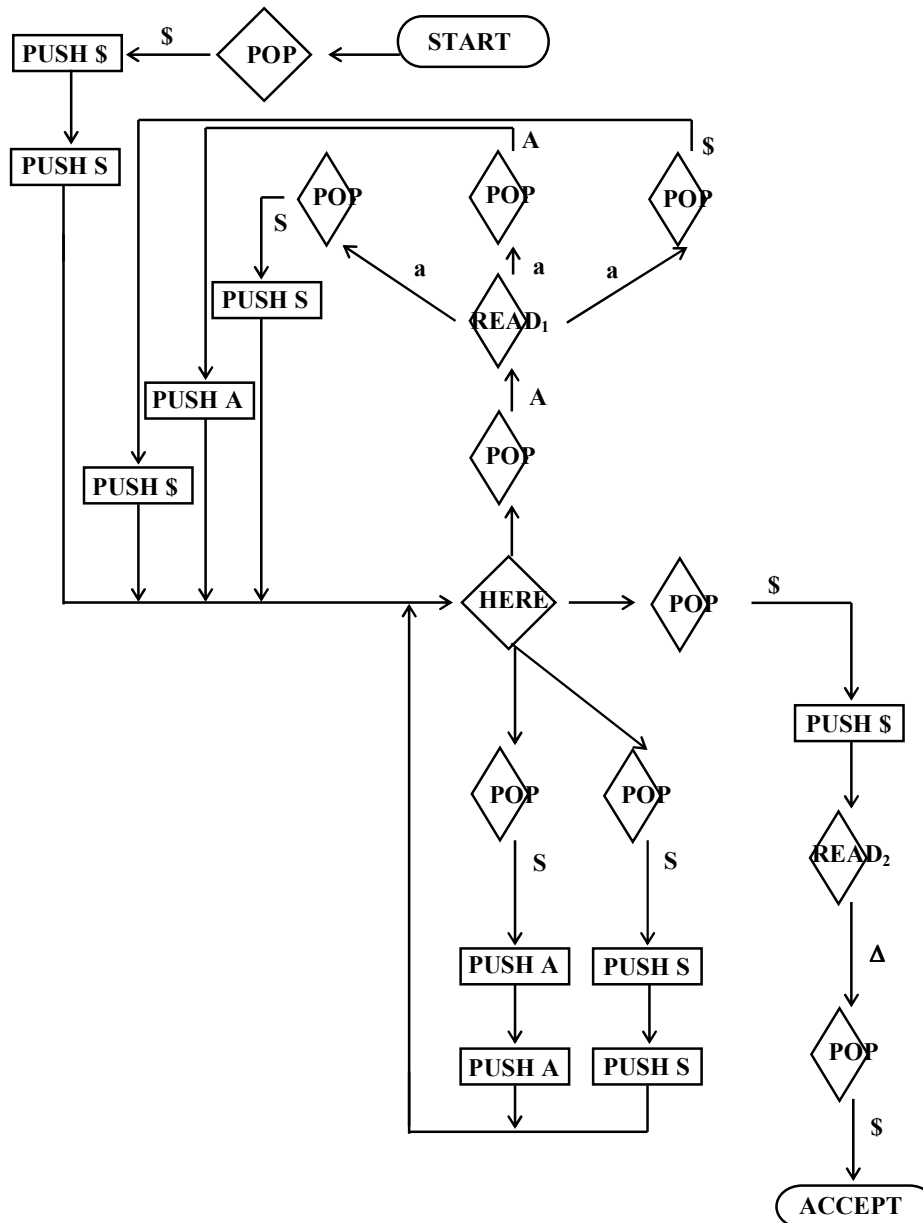 START
POP
$
PUSH $
PUSH S
A
$
POP
POP
POP
S
a
a
a
PUSH S
READ₁
PUSH A
A
POP
PUSH $
HERE
POP
$
PUSH $
POP
POP
READ₂
S
S
Δ
PUSH A
PUSH S
PUSH A
PUSH S
POP
$
ACCEPT